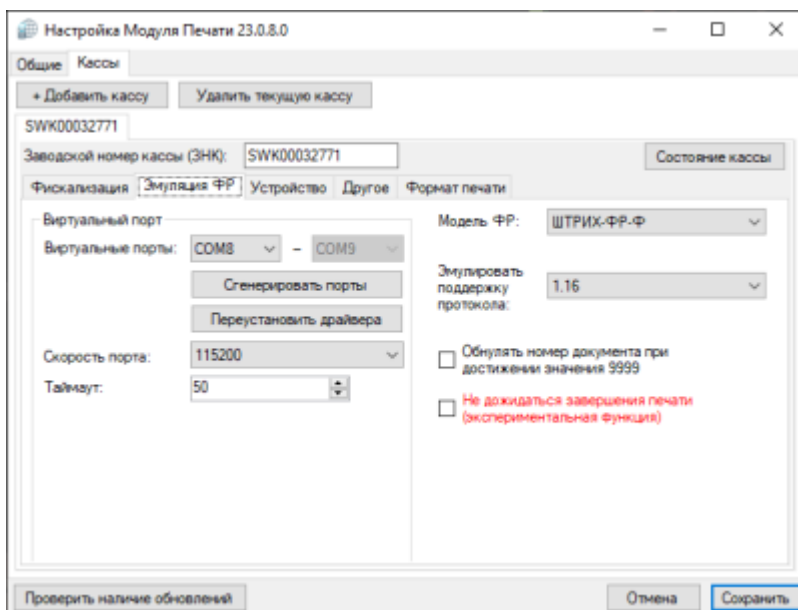 Настройка Модуля Печати 23.0.8.0
Общие Кассы
+ Добавить кассу Удалить текущую кассу
SWK00032771
Заводской номер кассы (ЗНК): SWK00032771 Состояние кассы
Фискализация Эмуляция ФР Устройство Другое Формат печати
Виртуальный порт
Виртуальные порты: COM8 – COM9
Сгенерировать порты
Переустановить драйвера
Скорость порта: 115200
Таймаут: 50
Модель ФР: ШТРИХ-ФР-Ф
Эмулировать
поддержку
протокола:
1.16
Обнулять номер документа при
достижении значения 9999
Не дожидаться завершения печати
(экспериментальная функция)
Проверить наличие обновлений Отмена Сохранить